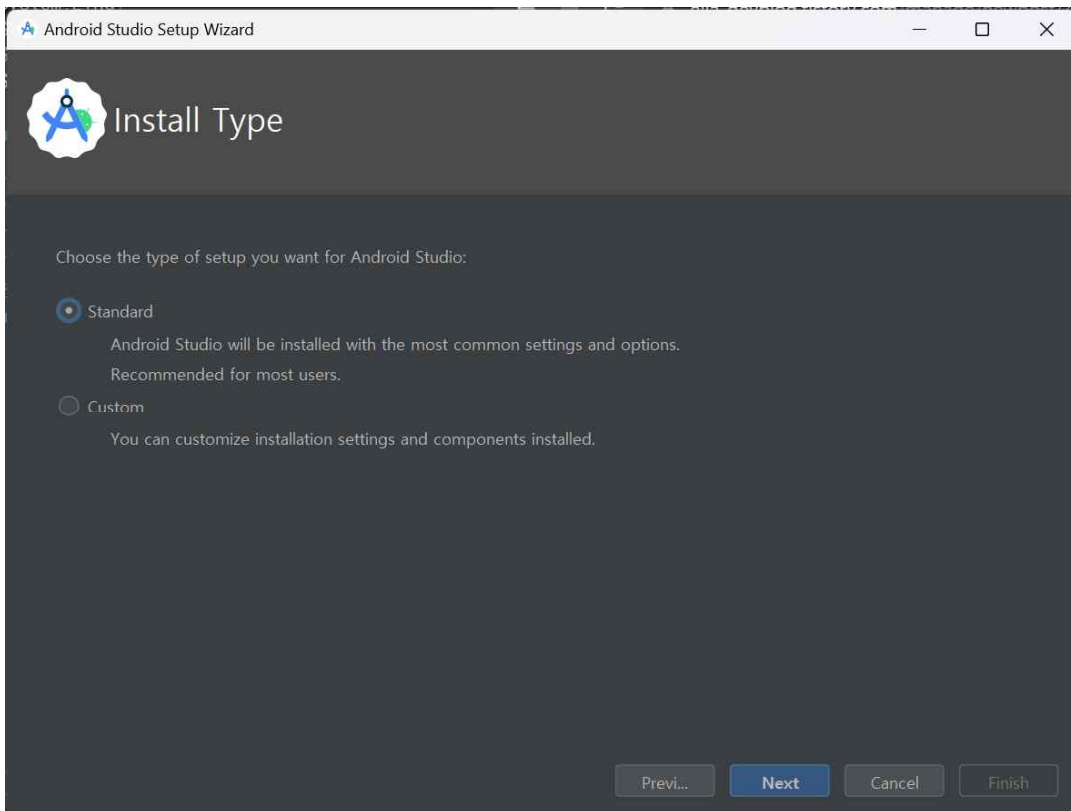 Android Studio Setup Wizard
Install Type
Choose the type of setup you want for Android Studio:
Standard
Android Studio will be installed with the most common settings and options.
Recommended for most users.
Custom
You can customize installation settings and components installed.
Previ...
Next
Cancel
Finish